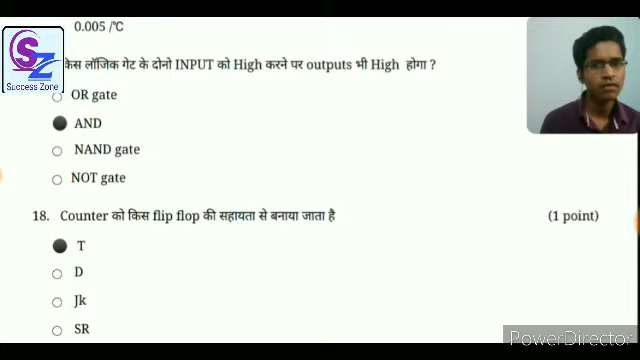 0.005 /℃
SZ
Success Zone
किस लॉजिक गेट के दोनो INPUT को High करने पर outputs भी High होगा ?
OR gate
AND
NAND gate
NOT gate
18. Counter को किस flip flop की सहायता से बनाया जाता है (1 point)
T
D
Jk
SR
PowerDirector